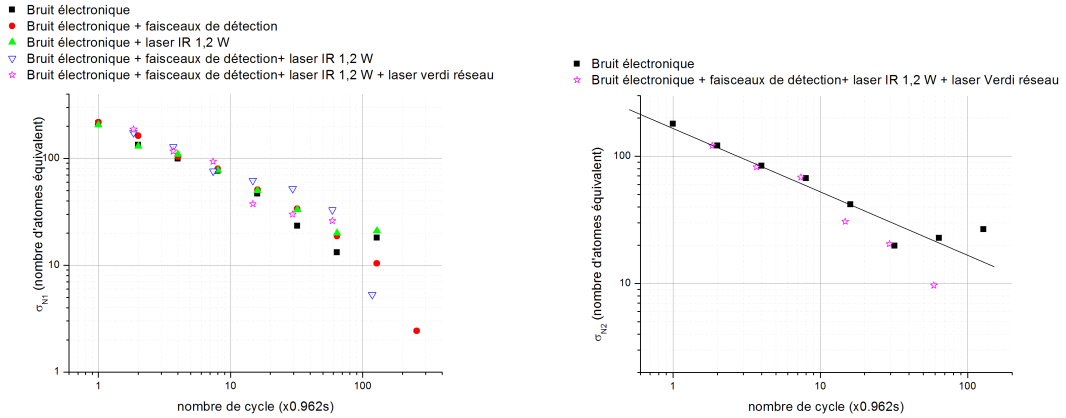 Bruit électronique
Bruit électronique + faisceaux de détection
Bruit électronique + laser IR 1,2 W
Bruit électronique + faisceaux de détection+ laser IR 1,2 W
Bruit électronique + faisceaux de détection+ laser IR 1,2 W + laser verdi réseau
100
10
1
σN1 (nombre d'atomes équivalent)
1
10
100
nombre de cycle (x0.962s)
Bruit électronique
Bruit électronique + faisceaux de détection+ laser IR 1,2 W + laser Verdi réseau
100
10
σN2 (nombre d'atomes équivalent)
1
10
100
nombre de cycle (x0.962s)